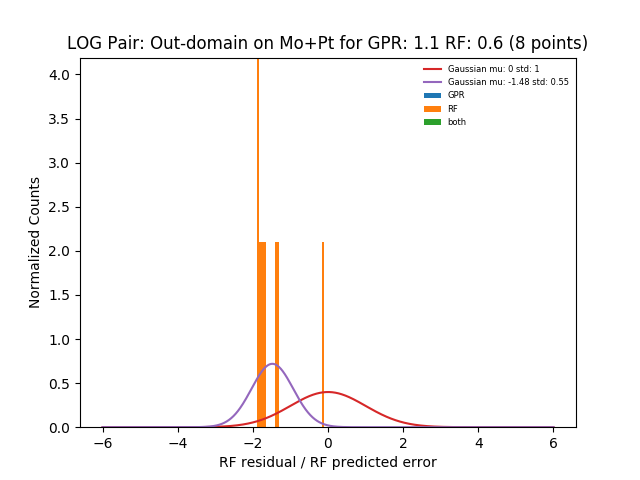 LOG Pair: Out-domain on Mo+Pt for GPR: 1.1 RF: 0.6 (8 points)
Gaussian mu: 0 std: 1
Gaussian mu: -1.48 std: 0.55
GPR
RF
both
Normalized Counts
4.0
3.5
3.0
2.5
2.0
1.5
1.0
0.5
0.0
−6 −4 −2 0 2 4 6
RF residual / RF predicted error